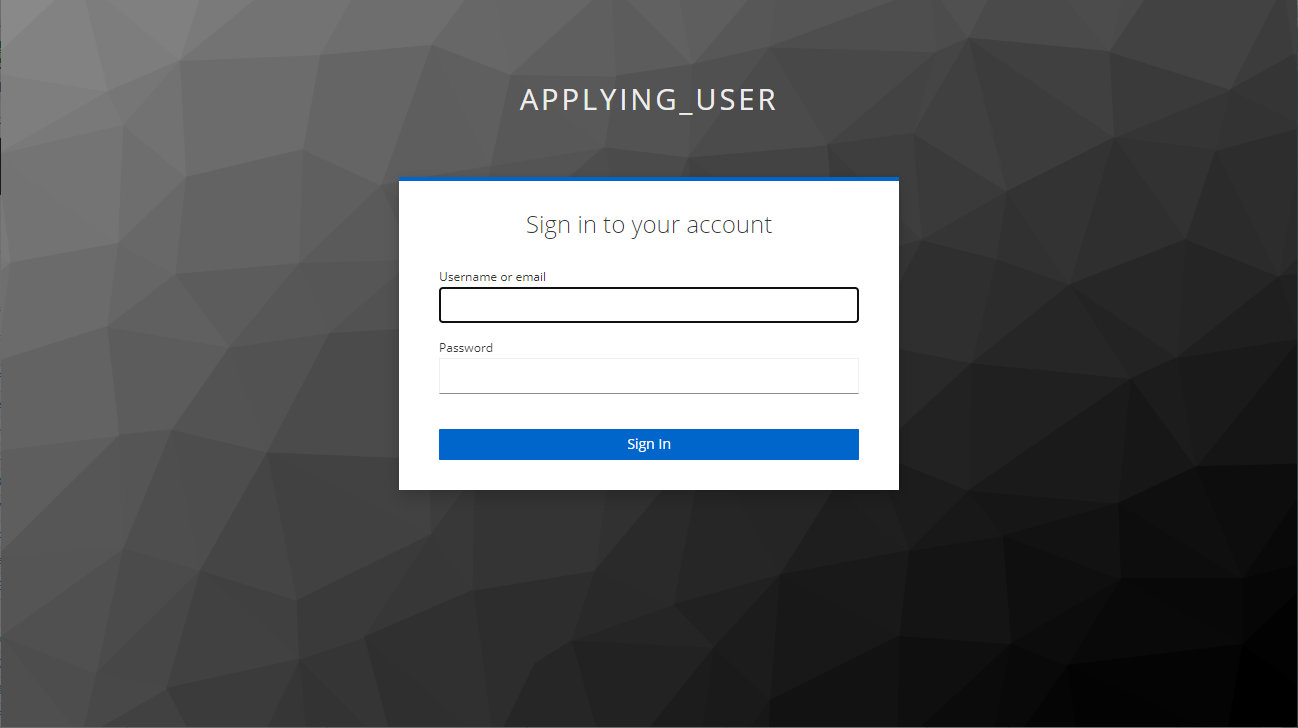 APPLYING_USER
Sign in to your account
Username or email
Password
Sign In